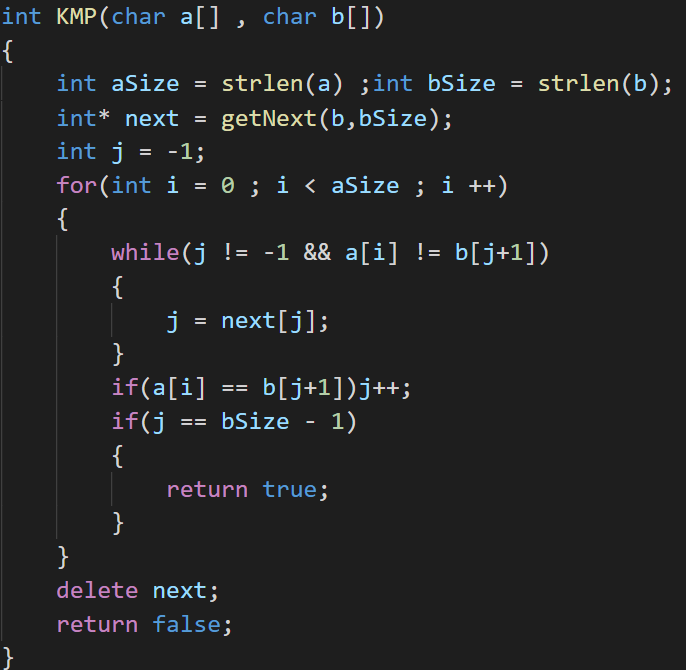 int KMP(char a[] , char b[])
{
    int aSize = strlen(a) ;int bSize = strlen(b);
    int* next = getNext(b,bSize);
    int j = -1;
    for(int i = 0 ; i < aSize ; i ++)
    {
        while(j != -1 && a[i] != b[j+1])
        {
            j = next[j];
        }
        if(a[i] == b[j+1])j++;
        if(j == bSize - 1)
        {
            return true;
        }
    }
    delete next;
    return false;
}